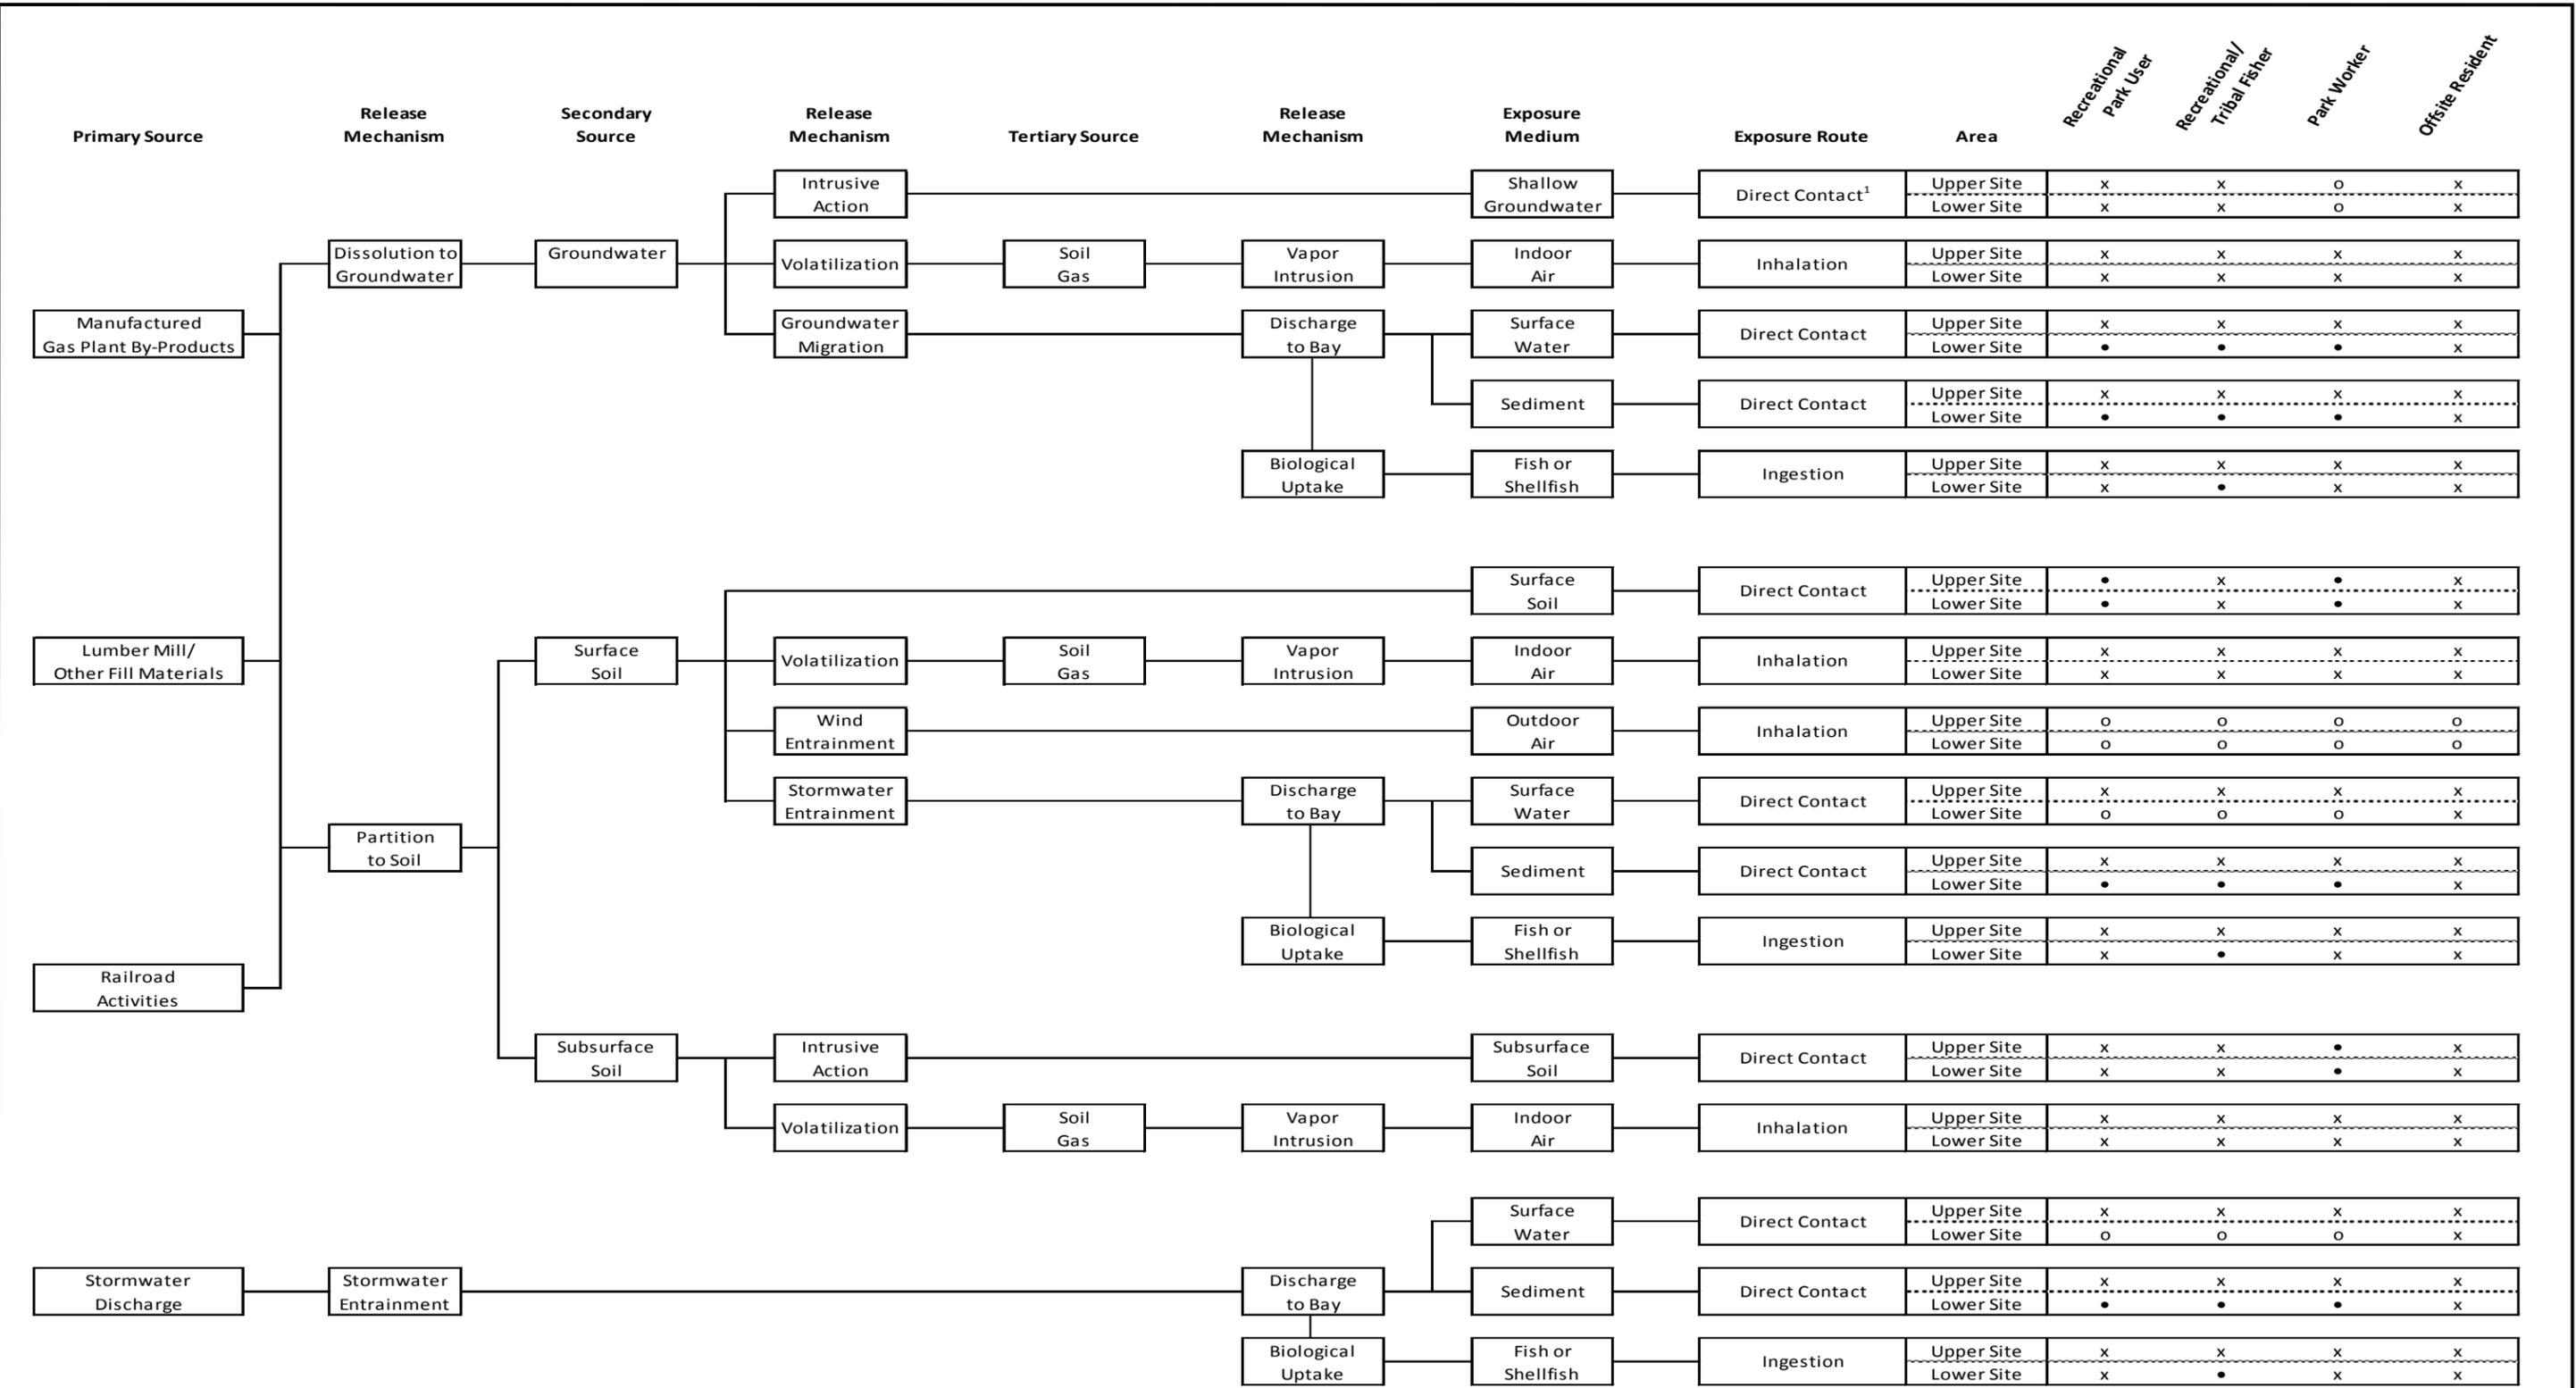 Recreational
Park User
Recreational/
Tribal Fisher
Park Worker
Offsite Resident
Primary Source
Release
Mechanism
Secondary
Source
Release
Mechanism
Tertiary Source
Release
Mechanism
Exposure
Medium
Exposure Route
Area
Intrusive
Action
Shallow
Groundwater
Direct Contact¹
Upper Site x x o x
Lower Site x x o x
Dissolution to
Groundwater
Groundwater
Volatilization
Soil
Gas
Vapor
Intrusion
Indoor
Air
Inhalation
Upper Site x x x x
Lower Site x x x x
Manufactured
Gas Plant By-Products
Groundwater
Migration
Discharge
to Bay
Surface
Water
Direct Contact
Upper Site x x x x
Lower Site • • • x
Sediment
Direct Contact
Upper Site x x x x
Lower Site • • • x
Biological
Uptake
Fish or
Shellfish
Ingestion
Upper Site x x x x
Lower Site x • x x
Surface
Soil
Direct Contact
Upper Site • x • x
Lower Site • x • x
Lumber Mill/
Other Fill Materials
Surface
Soil
Volatilization
Soil
Gas
Vapor
Intrusion
Indoor
Air
Inhalation
Upper Site x x x x
Lower Site x x x x
Wind
Entrainment
Outdoor
Air
Inhalation
Upper Site o o o o
Lower Site o o o o
Stormwater
Entrainment
Discharge
to Bay
Surface
Water
Direct Contact
Upper Site x x x x
Lower Site o o o x
Partition
to Soil
Sediment
Direct Contact
Upper Site x x x x
Lower Site • • • x
Biological
Uptake
Fish or
Shellfish
Ingestion
Upper Site x x x x
Lower Site x • x x
Railroad
Activities
Subsurface
Soil
Intrusive
Action
Subsurface
Soil
Direct Contact
Upper Site x x • x
Lower Site x x • x
Volatilization
Soil
Gas
Vapor
Intrusion
Indoor
Air
Inhalation
Upper Site x x x x
Lower Site x x x x
Surface
Water
Direct Contact
Upper Site x x x x
Lower Site o o o x
Stormwater
Discharge
Stormwater
Entrainment
Discharge
to Bay
Sediment
Direct Contact
Upper Site x x x x
Lower Site • • • x
Biological
Uptake
Fish or
Shellfish
Ingestion
Upper Site x x x x
Lower Site x • x x